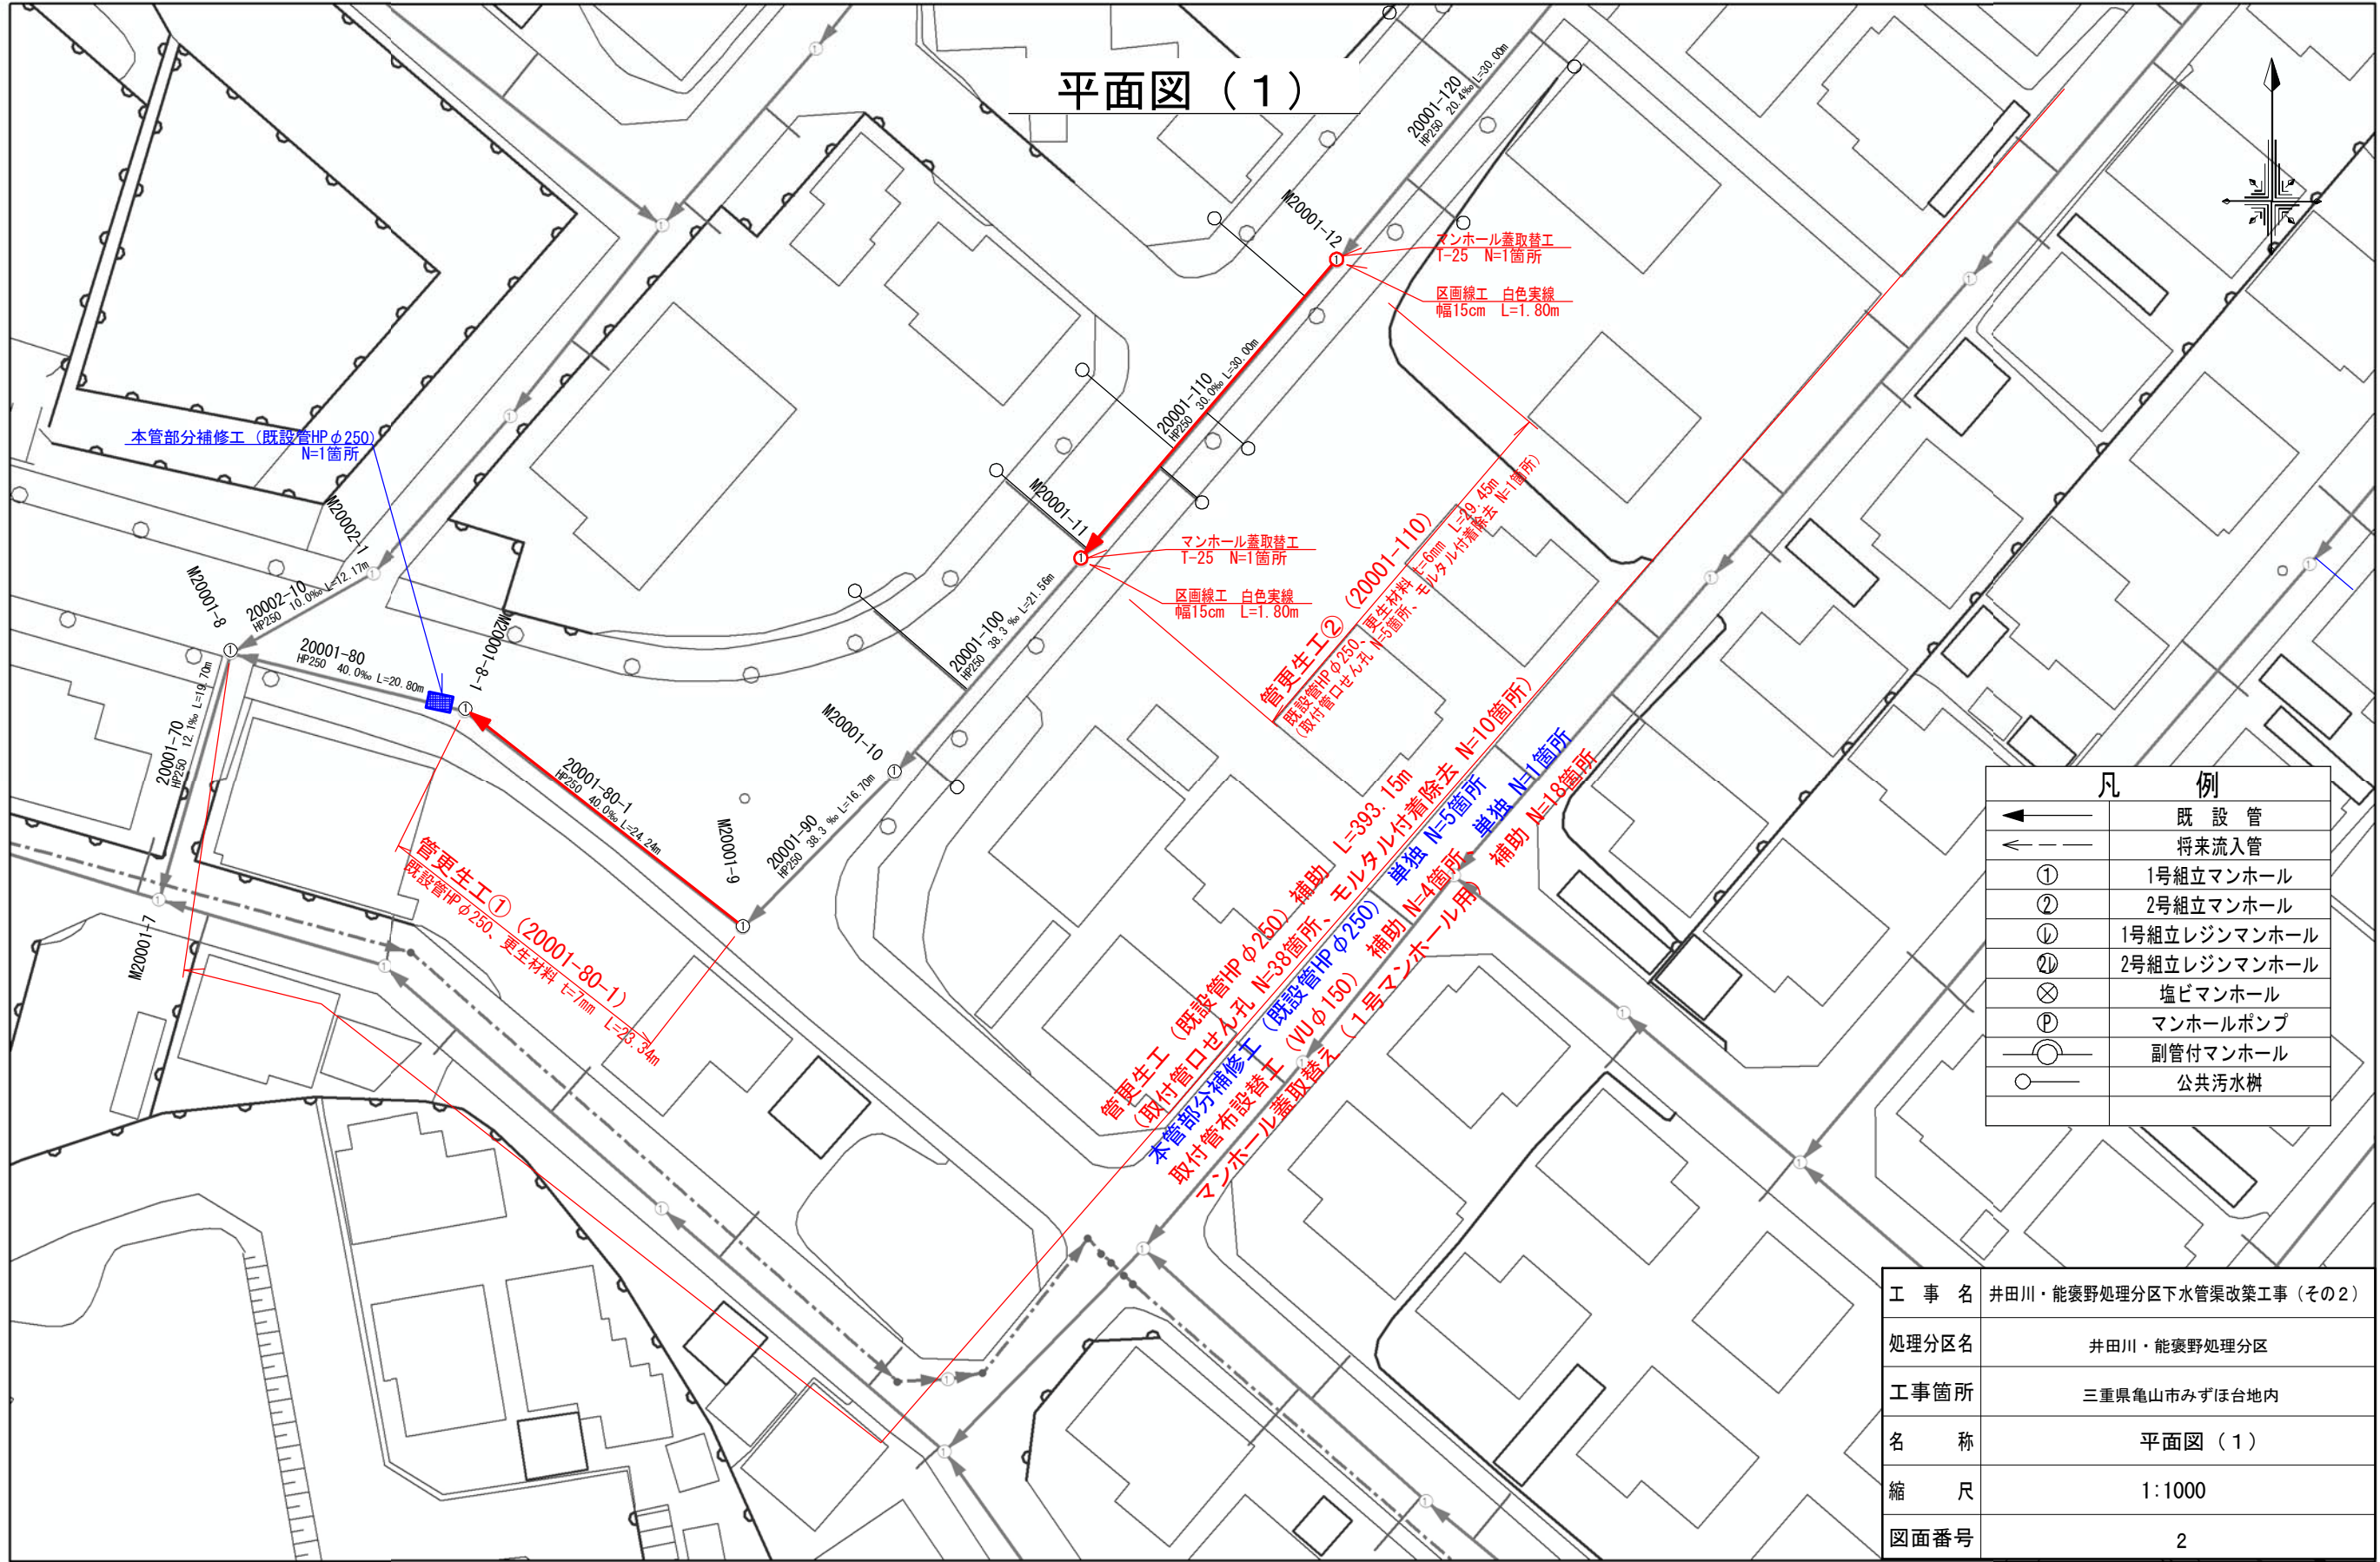 平面図（１）
20001-120
HP250 20.4‰ L=30.00m
M20001-12
マンホール蓋取替工
T-25 N=1箇所
区画線工 白色実線
幅15cm L=1.80m
20001-110
HP250 30.0‰ L=30.00m
本管部分補修工（既設管HPφ250）
N=1箇所
M20002-1
M20001-11
マンホール蓋取替工
T-25 N=1箇所
区画線工 白色実線
幅15cm L=1.80m
管更生工②（20001-110）
既設管HPφ250、更生材料 t=6mm L=29.45m
（取付管口せん孔 N=5箇所、モルタル付着除去 N=1箇所）
M20001-8
20002-10
HP250 10.0‰ L=12.17m
20001-80
HP250 40.0‰ L=20.80m
M20001-8-1
20001-100
HP250 38.3 ‰ L=21.56m
20001-70
HP250 12.1‰ L=19.70m
M20001-10
20001-80-1
HP250 40.0‰ L=24.24m
M20001-9
20001-90
HP250 38.3 ‰ L=16.70m
M20001-7
管更生工①（20001-80-1）
既設管HPφ250、更生材料 t=7mm L=23.34m
管更生工（既設管HPφ250）補助 L=393.15m
（取付管口せん孔 N=38箇所、モルタル付着除去 N=10箇所）
本管部分補修工（既設管HPφ250） 単独 N=5箇所
取付管布設替工（VUφ150） 補助 N=4箇所、 単独 N=1箇所
マンホール蓋取替え（１号マンホール用） 補助 N=18箇所
凡 例
既 設 管
将来流入管
① 1号組立マンホール
② 2号組立マンホール
1号組立レジンマンホール
2号組立レジンマンホール
塩ビマンホール
Ⓟ マンホールポンプ
副管付マンホール
公共汚水桝
工 事 名 井田川・能褒野処理分区下水管渠改築工事（その２）
処理分区名 井田川・能褒野処理分区
工事箇所 三重県亀山市みずほ台地内
名 称 平面図（１）
縮 尺 1:1000
図面番号 2